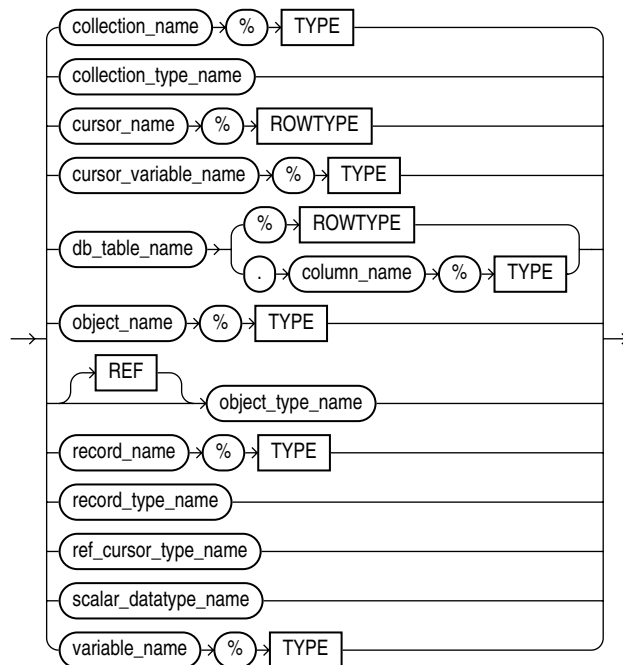 collection_name % TYPE
collection_type_name
cursor_name % ROWTYPE
cursor_variable_name % TYPE
% ROWTYPE
db_table_name
. column_name % TYPE
object_name % TYPE
REF
object_type_name
record_name % TYPE
record_type_name
ref_cursor_type_name
scalar_datatype_name
variable_name % TYPE